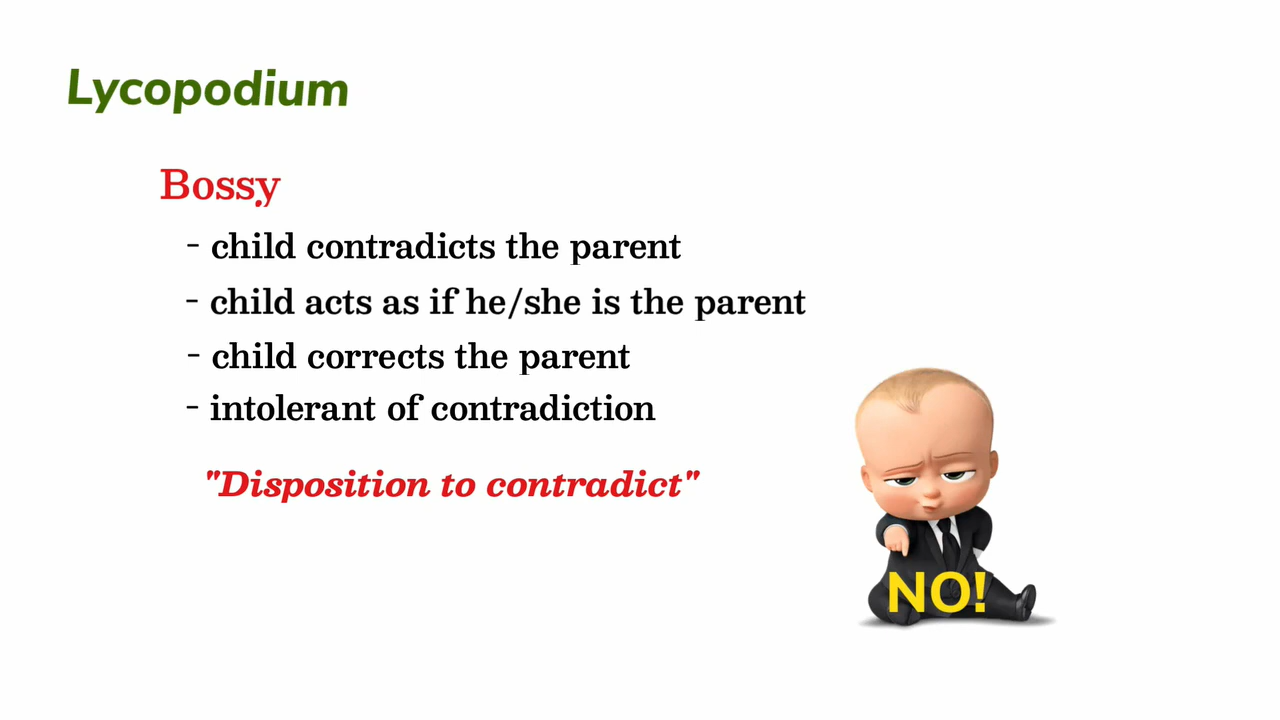 Lycopodium
Bossy
- child contradicts the parent
- child acts as if he/she is the parent
- child corrects the parent
- intolerant of contradiction
"Disposition to contradict"
NO!